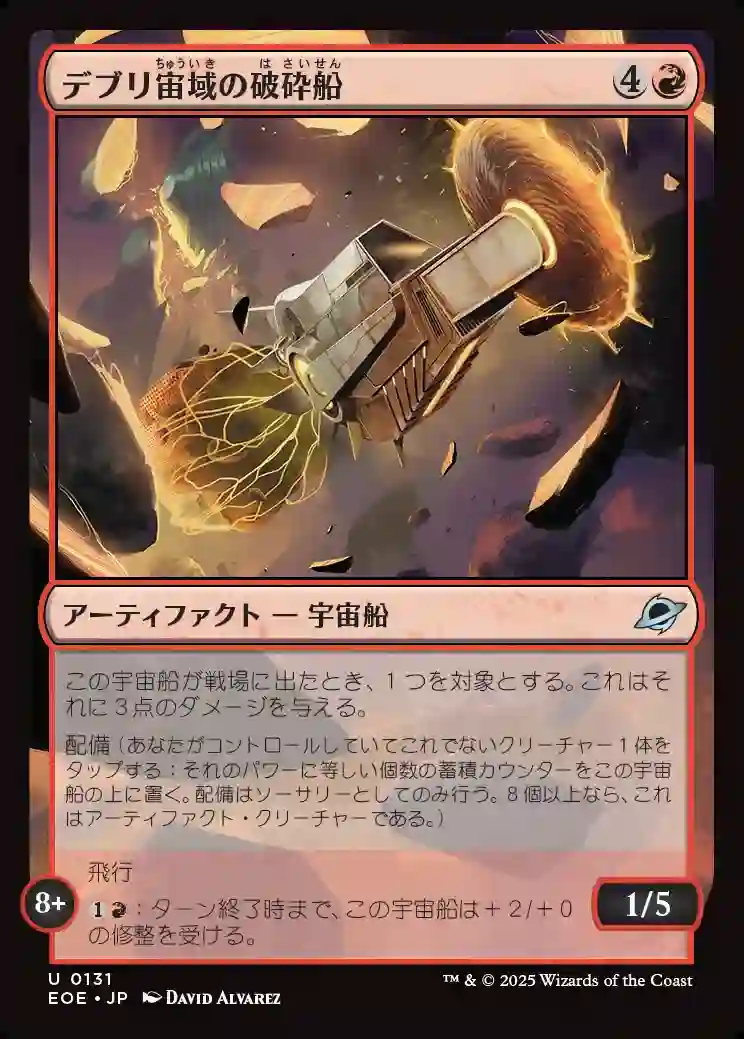 ちゅういき はさいせん
デブリ宙域の破砕船 4
アーティファクト — 宇宙船
この宇宙船が戦場に出たとき、1つを対象とする。これはそ
れに3点のダメージを与える。
配備(あなたがコントロールしていてこれでないクリーチャー1体を
タップする:それのパワーに等しい個数の蓄積カウンターをこの宇宙
船の上に置く。配備はソーサリーとしてのみ行う。8個以上なら、これ
はアーティファクト・クリーチャーである。)
飛行
8+
1 :ターン終了時まで、この宇宙船は+2/+0
の修整を受ける。
1/5
U 0131
EOE • JP DAVID ALVAREZ
™ & © 2025 Wizards of the Coast